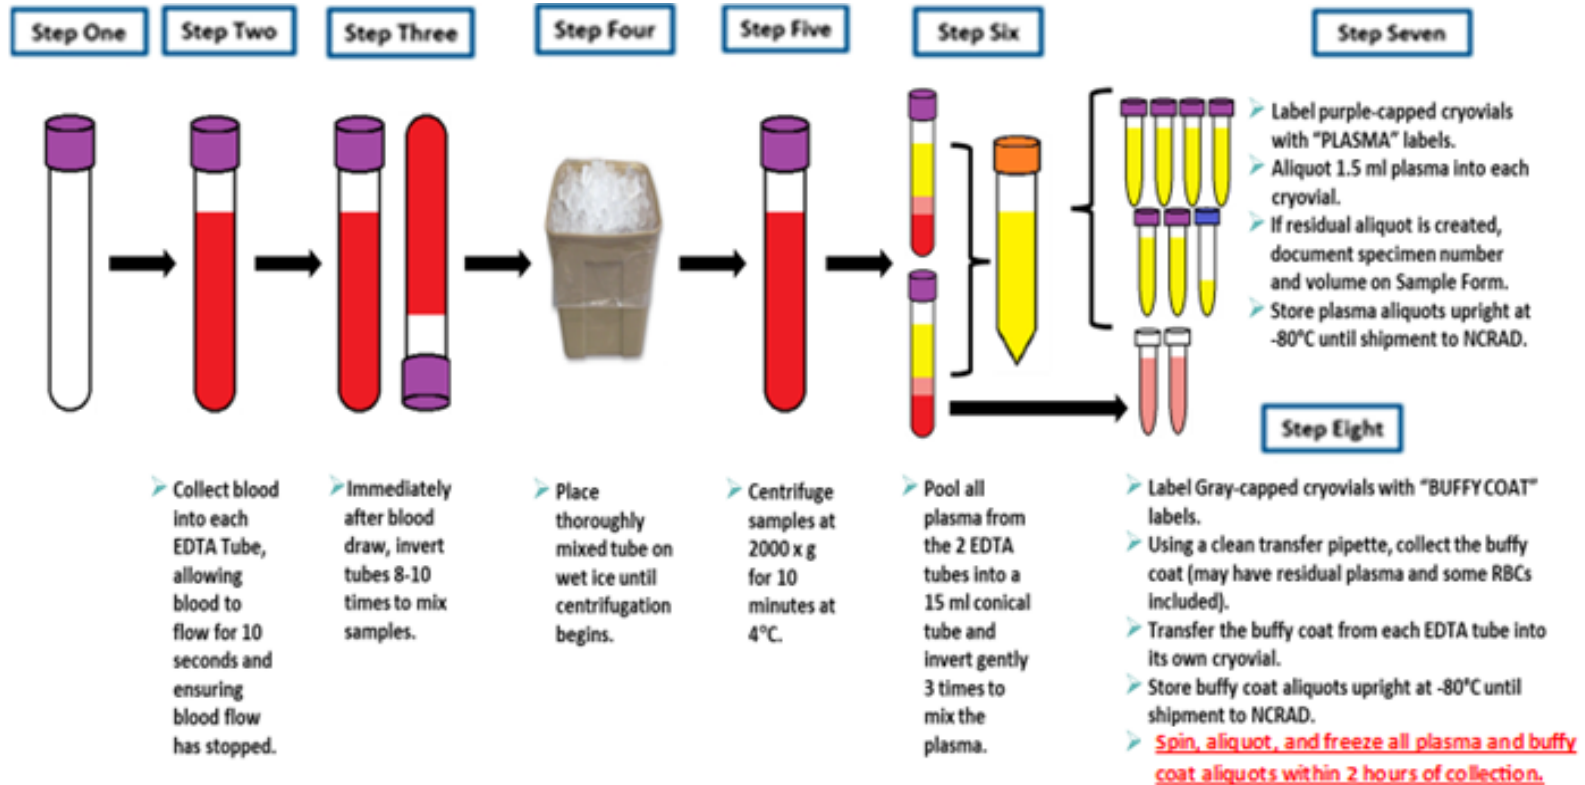 Step One
Step Two
Step Three
Step Four
Step Five
Step Six
Step Seven
Collect blood
into each
EDTA Tube,
allowing
blood to
flow for 10
seconds and
ensuring
blood flow
has stopped.
Immediately
after blood
draw, invert
tubes 8-10
times to mix
samples.
Place
thoroughly
mixed tube on
wet ice until
centrifugation
begins.
Centrifuge
samples at
2000 x g
for 10
minutes at
4°C.
Pool all
plasma from
the 2 EDTA
tubes into a
15 ml conical
tube and
invert gently
3 times to
mix the
plasma.
Label purple-capped cryovials
with "PLASMA" labels.
Aliquot 1.5 ml plasma into each
cryovial.
If residual aliquot is created,
document specimen number
and volume on Sample Form.
Store plasma aliquots upright at
-80°C until shipment to NCRAD.
Step Eight
Label Gray-capped cryovials with "BUFFY COAT"
labels.
Using a clean transfer pipette, collect the buffy
coat (may have residual plasma and some RBCs
included).
Transfer the buffy coat from each EDTA tube into
its own cryovial.
Store buffy coat aliquots upright at -80°C until
shipment to NCRAD.
Spin, aliquot, and freeze all plasma and buffy
coat aliquots within 2 hours of collection.